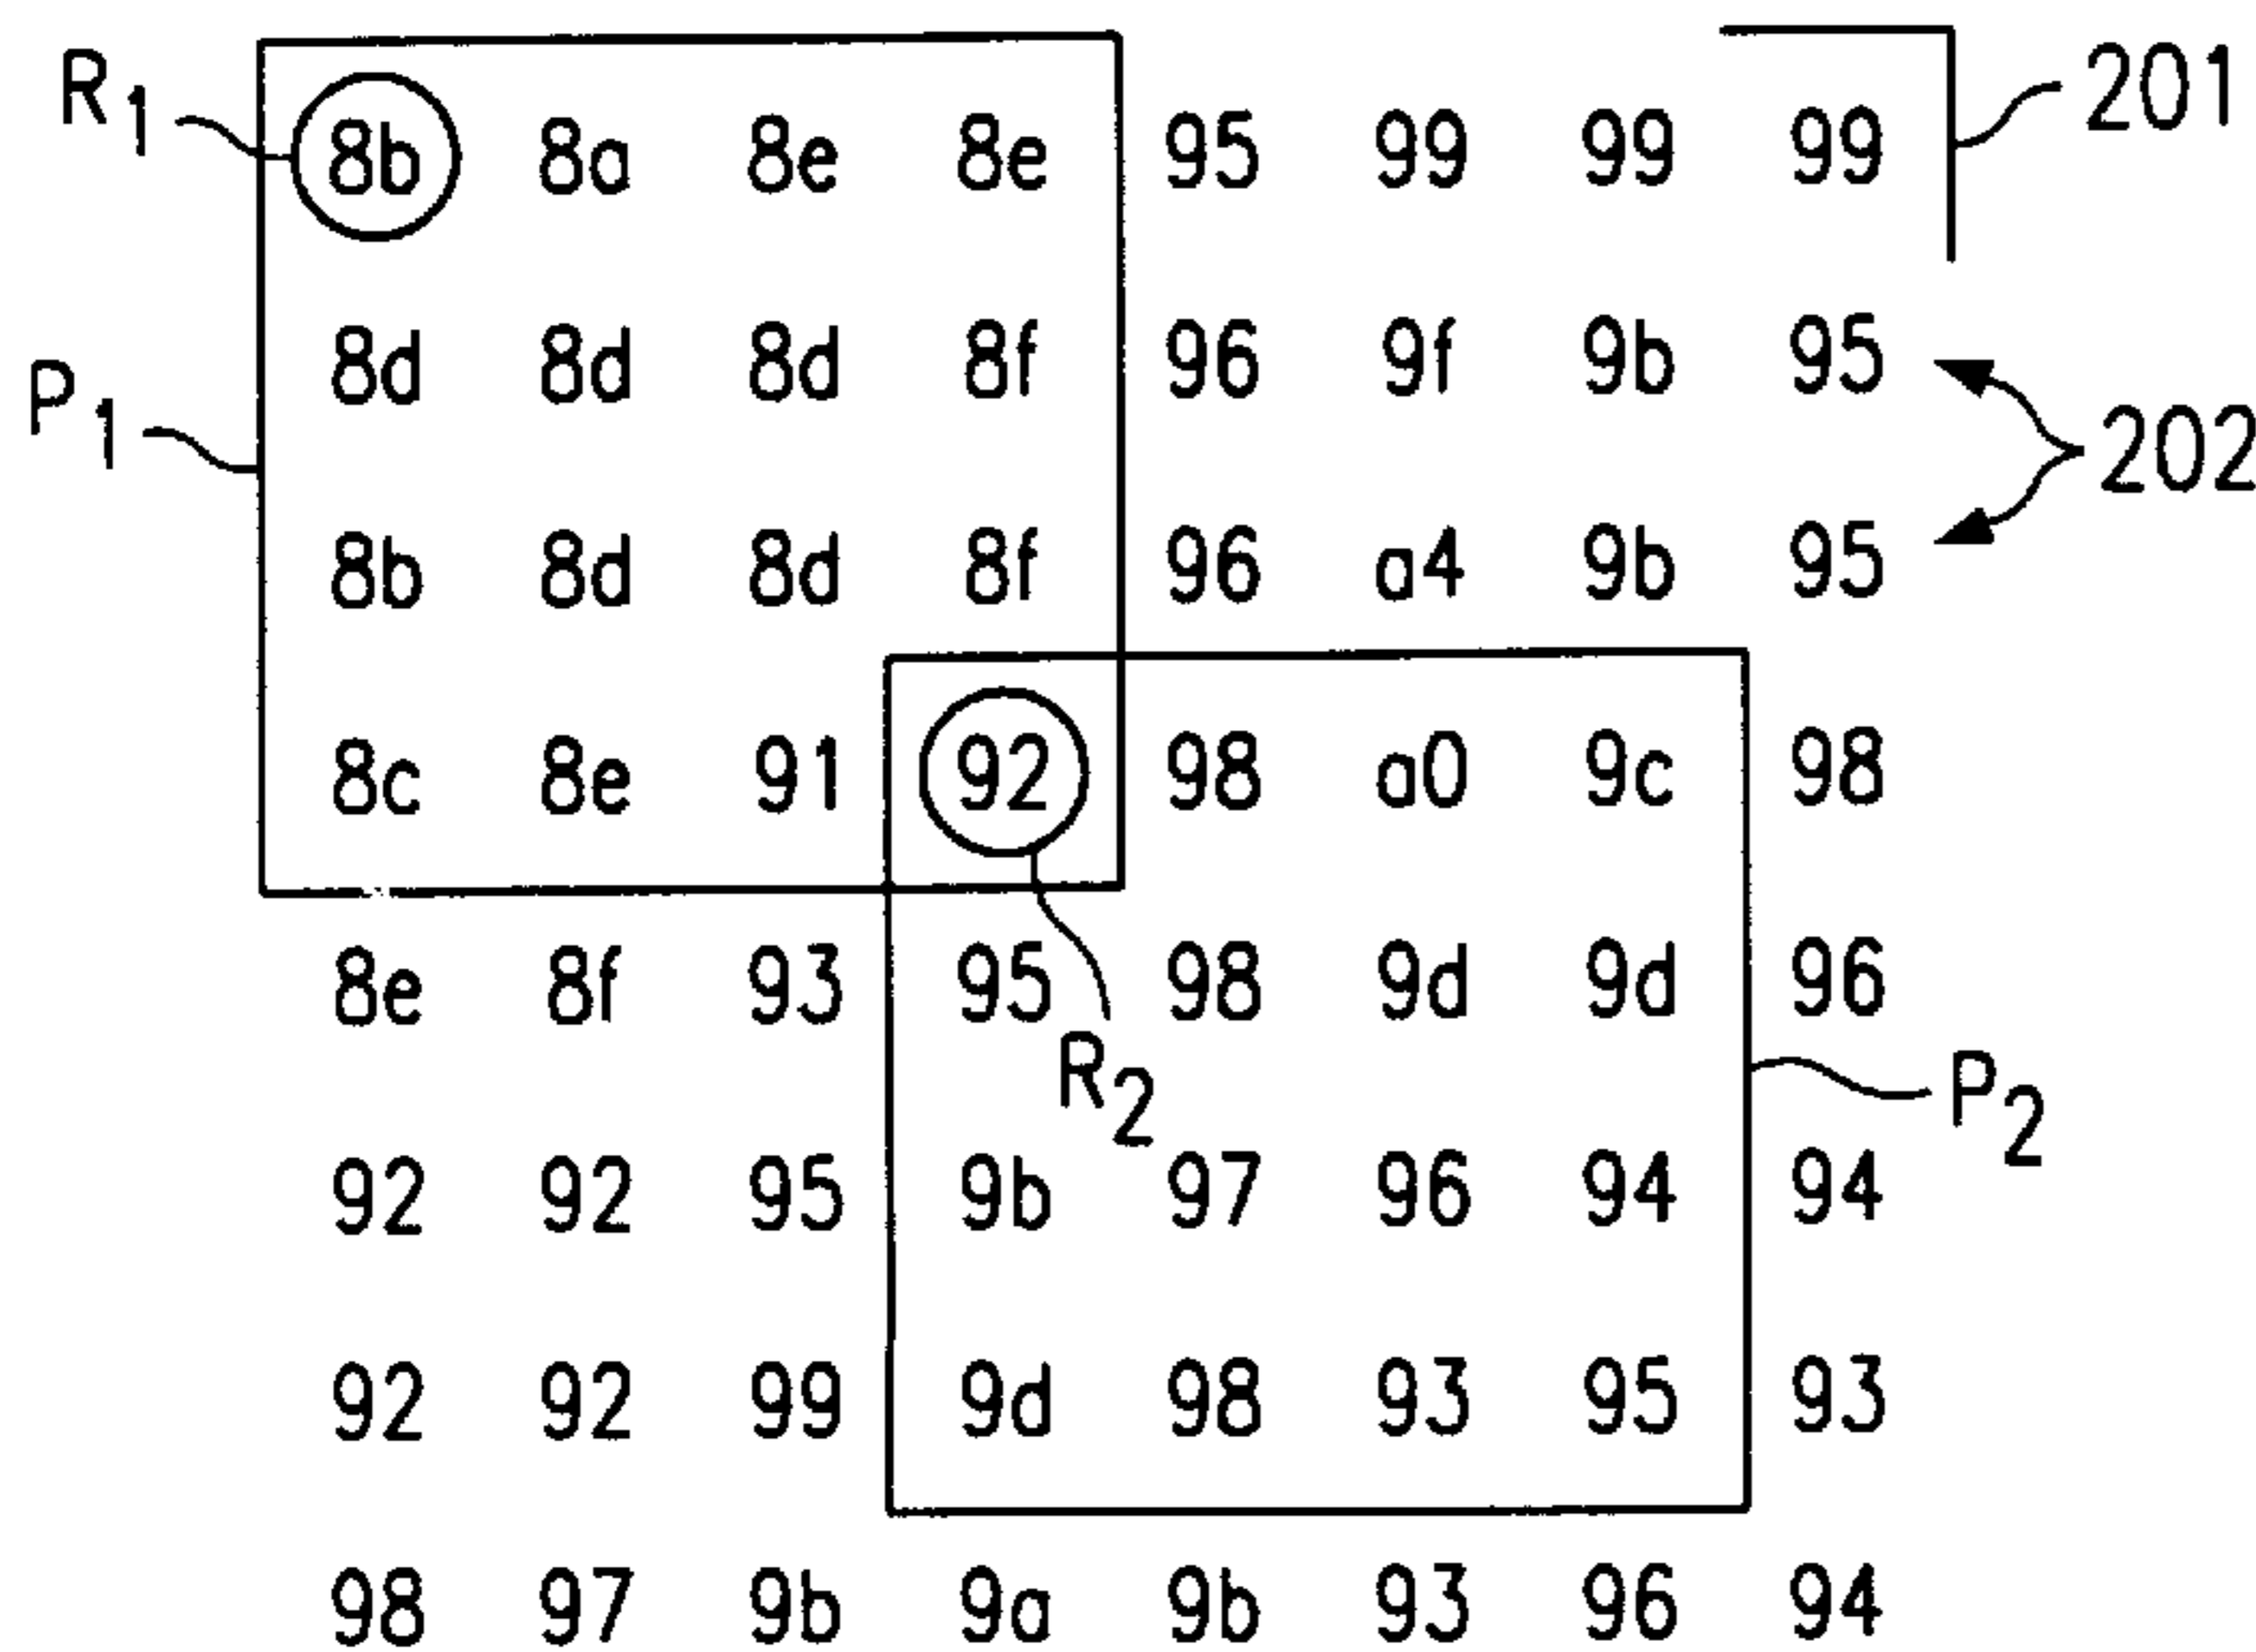 R1 8b 8a 8e 8e 95 99 99 99 201
P1 8d 8d 8d 8f 96 9f 9b 95
202
8b 8d 8d 8f 96 a4 9b 95
8c 8e 91 92 98 a0 9c 98
8e 8f 93 95 98 9d 9d 96
R2 P2
92 92 95 9b 97 96 94 94
92 92 99 9d 98 93 95 93
98 97 9b 9a 9b 93 96 94